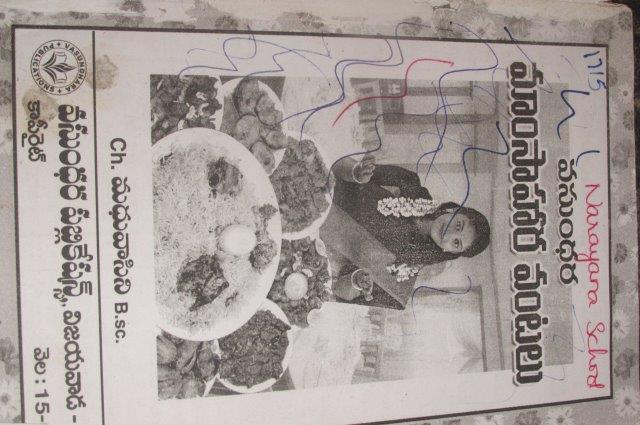 1715
Narayana School
వసుంధర
మాంసాహార వంటలు
Ch. మధువాసిని B.sc.
VASUNDHARA PUBLICATIONS
వసుంధర పబ్లికేషన్స్, విజయవాడ -
కాపీరైట్
వెల : 15-